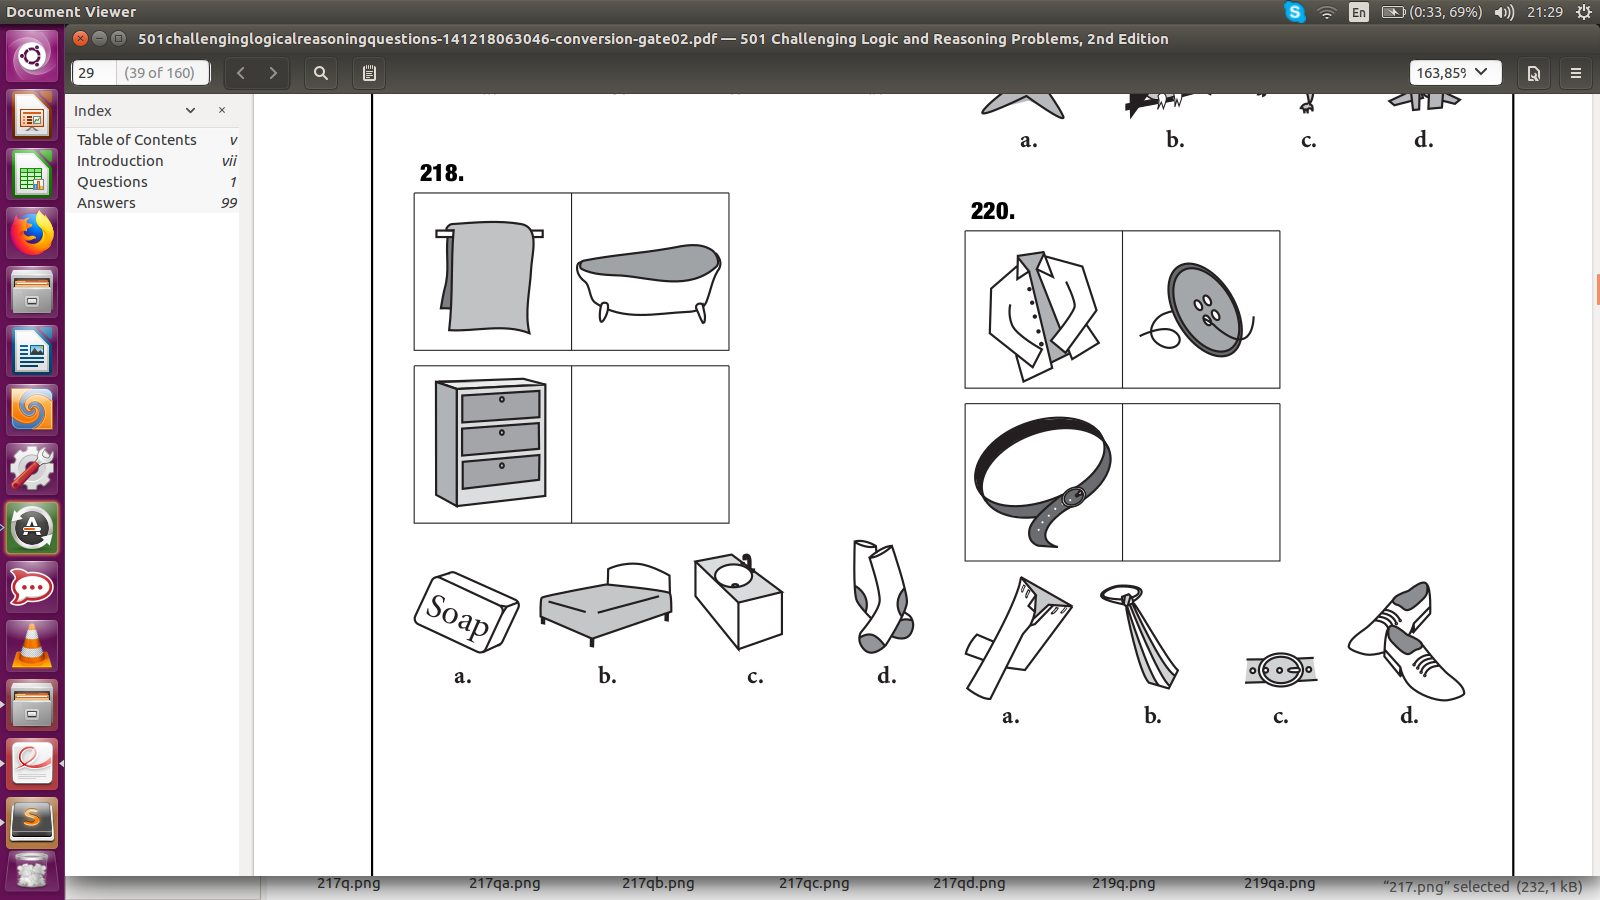 Document Viewer
En
(0:33, 69%)
21:29
501challenginglogicalreasoningquestions-141218063046-conversion-gate02.pdf — 501 Challenging Logic and Reasoning Problems, 2nd Edition
29
(39 of 160)
163,85%
Index
Table of Contents v
Introduction vii
Questions 1
Answers 99
a. b. c. d.
218.
Soap
a. b. c. d.
220.
a. b. c. d.
217q.png 217qa.png 217qb.png 217qc.png 217qd.png 219q.png 219qa.png
“217.png” selected (232,1 kB)